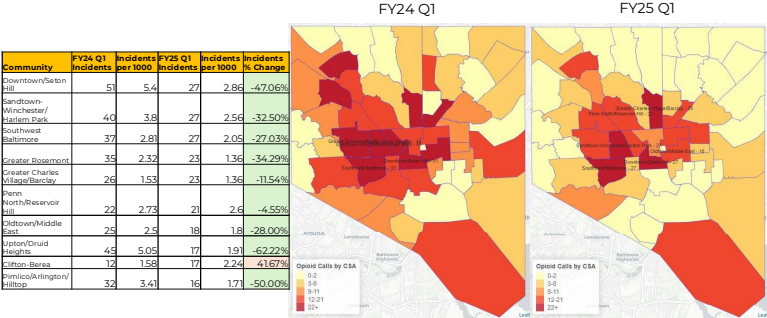 FY24 Q1
FY25 Q1
Community FY24 Q1 Incidents Incidents per 1000 FY25 Q1 Incidents Incidents per 1000 Incidents % Change
Downtown/Seton Hill 51 5.4 27 2.86 -47.06%
Sandtown-Winchester/Harlem Park 40 3.8 27 2.56 -32.50%
Southwest Baltimore 37 2.81 27 2.05 -27.03%
Greater Rosemont 35 2.32 23 1.36 -34.29%
Greater Charles Village/Barclay 26 1.53 23 1.36 -11.54%
Penn North/Reservoir Hill 22 2.73 21 2.6 -4.55%
Oldtown/Middle East 25 2.5 18 1.8 -28.00%
Upton/Druid Heights 45 5.05 17 1.91 -62.22%
Clifton-Berea 12 1.58 17 2.24 41.67%
Pimlico/Arlington/Hilltop 32 3.41 16 1.71 -50.00%
Arbutus
Lansdowne
Baltimore Highlands
Opioid Calls by CSA
0-2
3-8
9-11
12-21
22+
Leafl
Lansdowne
Baltimore Highlands
Opioid Calls by CSA
0-2
3-8
9-11
12-21
22+
Leaf